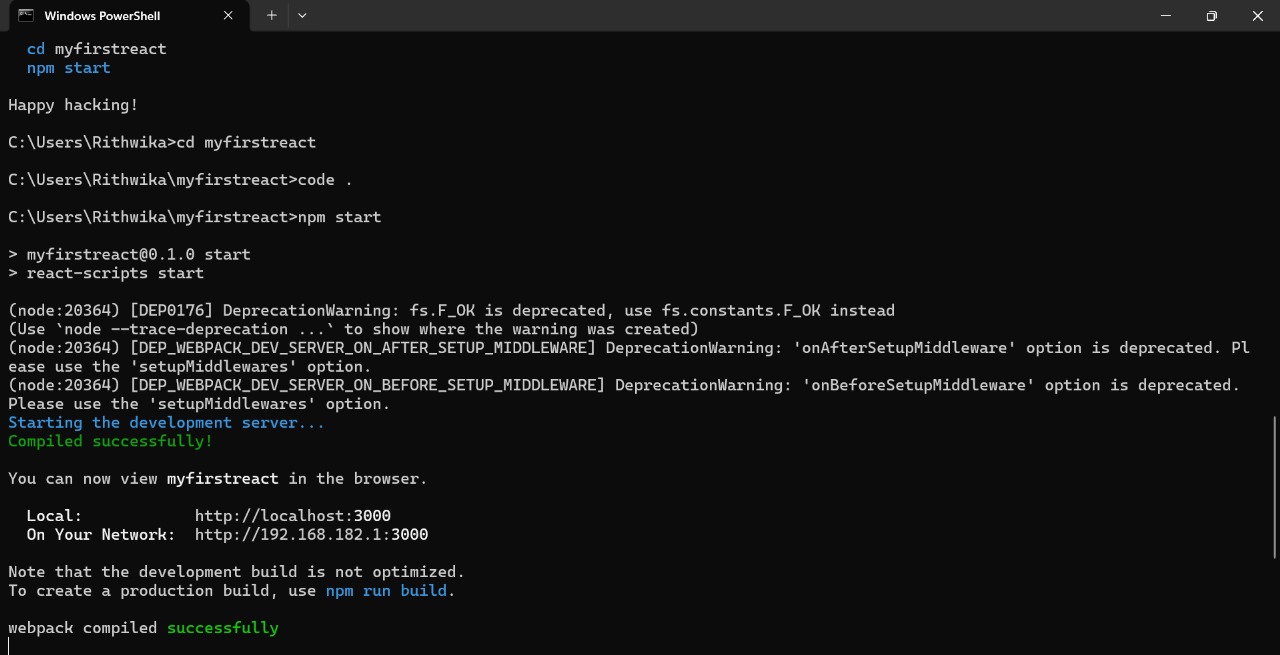 Windows PowerShell
cd myfirstreact
npm start
Happy hacking!
C:\Users\Rithwika>cd myfirstreact
C:\Users\Rithwika\myfirstreact>code .
C:\Users\Rithwika\myfirstreact>npm start
> myfirstreact@0.1.0 start
> react-scripts start
(node:20364) [DEP0176] DeprecationWarning: fs.F_OK is deprecated, use fs.constants.F_OK instead
(Use `node --trace-deprecation ...` to show where the warning was created)
(node:20364) [DEP_WEBPACK_DEV_SERVER_ON_AFTER_SETUP_MIDDLEWARE] DeprecationWarning: 'onAfterSetupMiddleware' option is deprecated. Pl
ease use the 'setupMiddlewares' option.
(node:20364) [DEP_WEBPACK_DEV_SERVER_ON_BEFORE_SETUP_MIDDLEWARE] DeprecationWarning: 'onBeforeSetupMiddleware' option is deprecated.
Please use the 'setupMiddlewares' option.
Starting the development server...
Compiled successfully!
You can now view myfirstreact in the browser.
Local: http://localhost:3000
On Your Network: http://192.168.182.1:3000
Note that the development build is not optimized.
To create a production build, use npm run build.
webpack compiled successfully